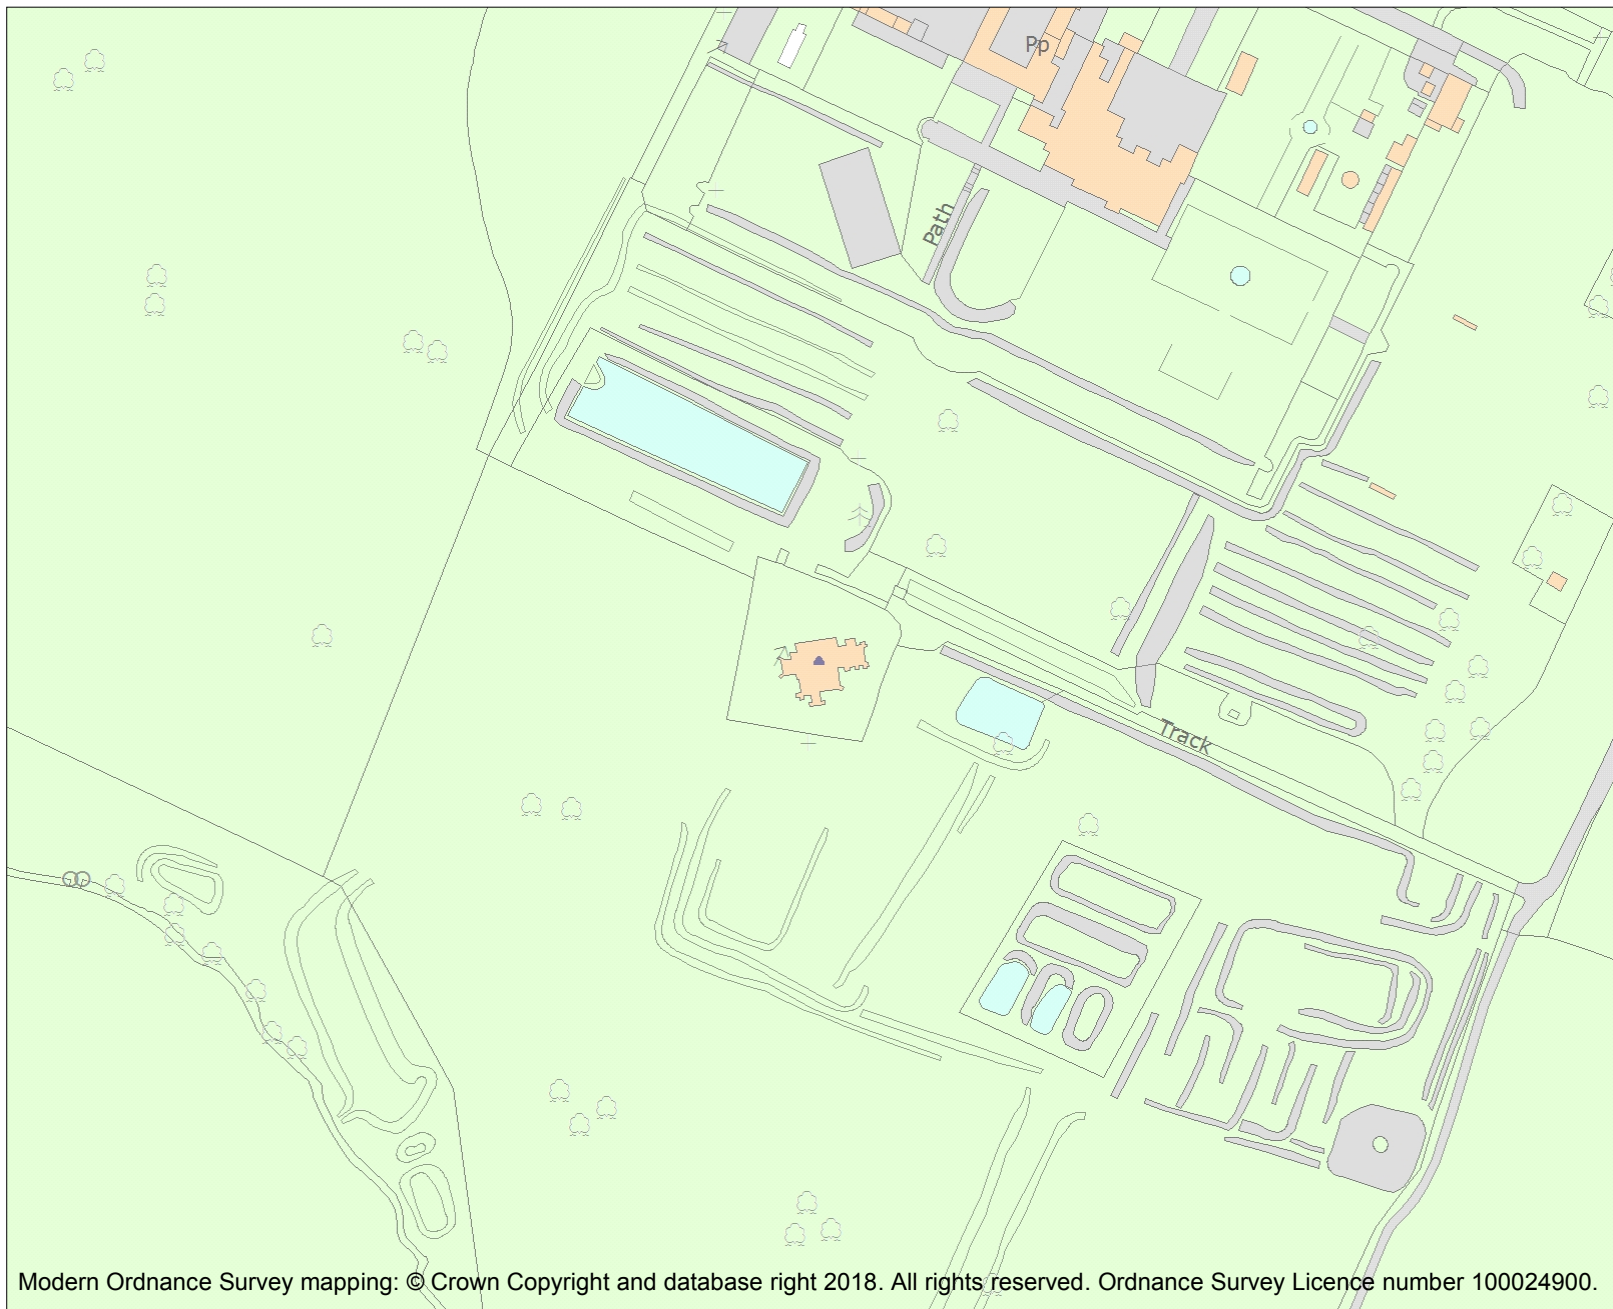 Pp
Path
Track
Modern Ordnance Survey mapping: © Crown Copyright and database right 2018. All rights reserved. Ordnance Survey Licence number 100024900.